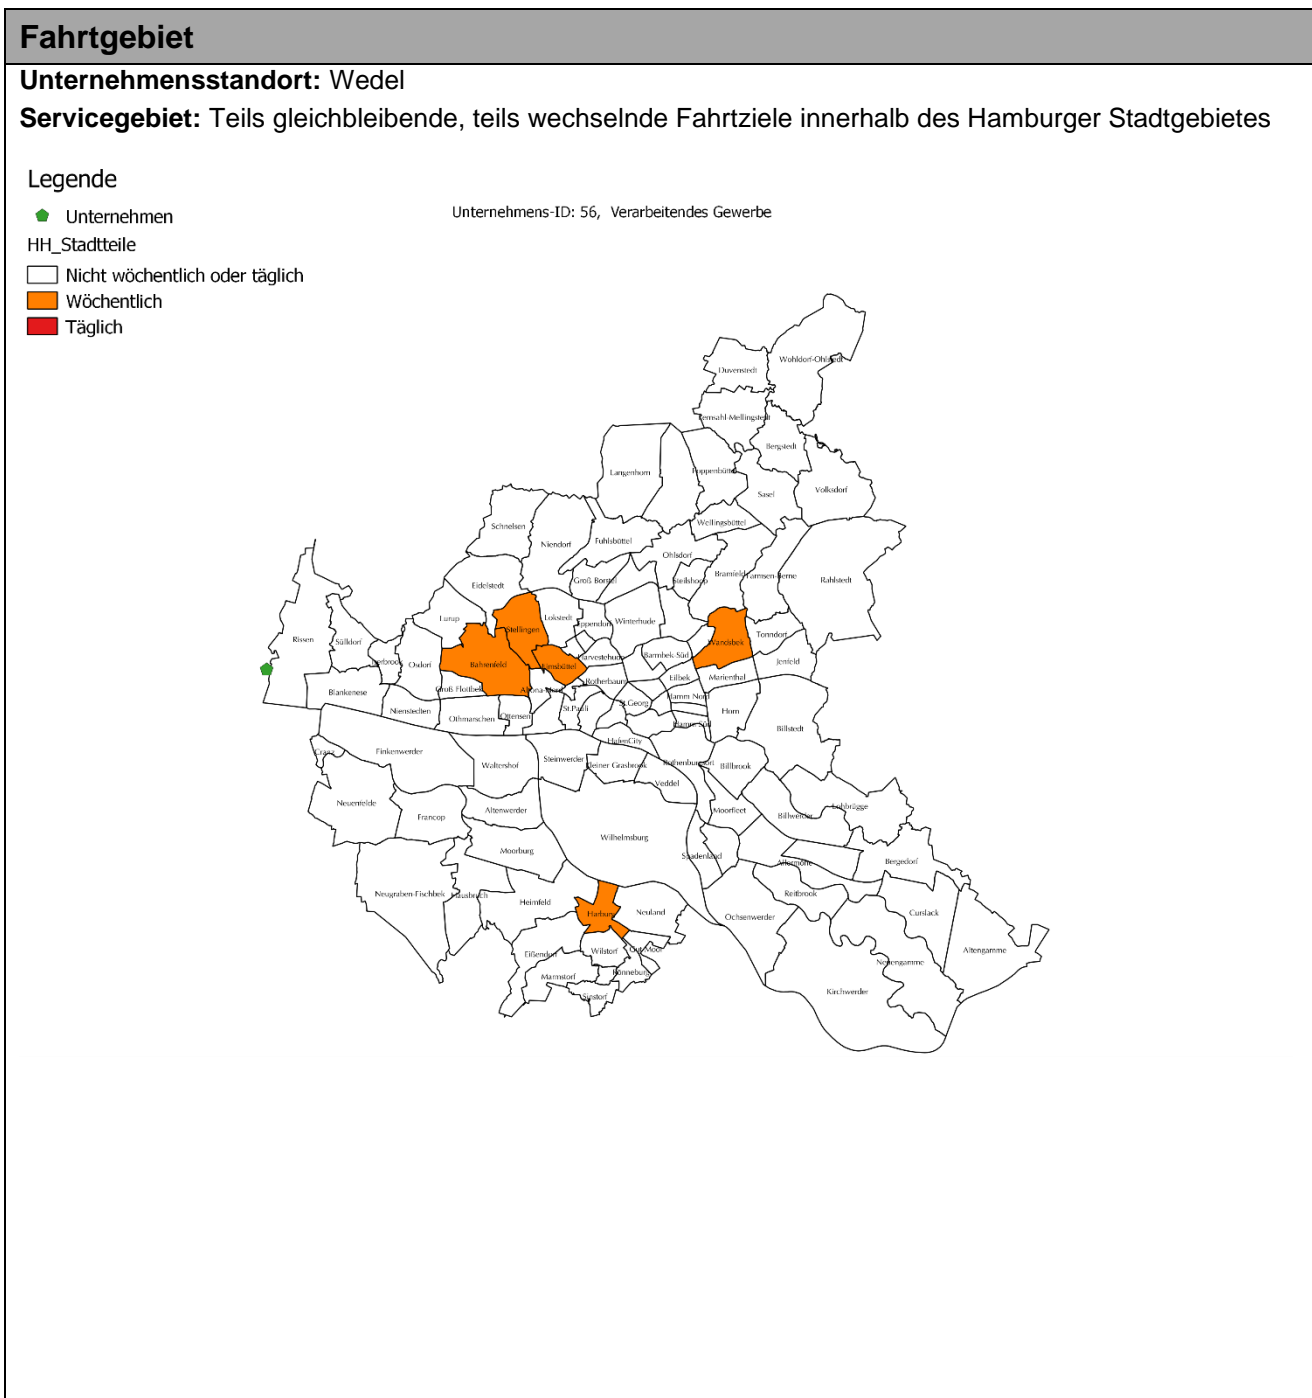 Fahrtgebiet
Unternehmensstandort: Wedel
Servicegebiet: Teils gleichbleibende, teils wechselnde Fahrtziele innerhalb des Hamburger Stadtgebietes
Legende
Unternehmen
Unternehmens-ID: 56, Verarbeitendes Gewerbe
HH_Stadtteile
Nicht wöchentlich oder täglich
Wöchentlich
Täglich
Wohldorf-Ohlstedt
Duvenstedt
Lemsahl-Mellingstedt
Bergstedt
Langenhorn
Poppenbüttel
Sasel
Volksdorf
Schnelsen
Wellingsbüttel
Niendorf
Fuhlsbüttel
Ohlsdorf
Bramfeld
Farmsen-Berne
Rahlstedt
Groß Borstel
Steilshoop
Eidelstedt
Lurup
Lokstedt
Eppendorf
Winterhude
Stellingen
Rissen
Sülldorf
Iserbrook
Osdorf
Bahrenfeld
Eimsbüttel
Harvestehude
Barmbek-Süd
Wandsbek
Tonndorf
Jenfeld
Rotherbaum
Eilbek
Marienthal
Blankenese
Groß Flottbek
Altona-Nord
St.Pauli
St.Georg
Hamm-Nord
Horn
Nienstedten
Othmarschen
Ottensen
Hamm-Süd
Billstedt
HafenCity
Cranz
Finkenwerder
Waltershof
Steinwerder
Kleiner Grasbrook
Rothenburgsort
Billbrook
Veddel
Neuenfelde
Francop
Altenwerder
Moorfleet
Billwerder
Lohbrügge
Moorburg
Wilhelmsburg
Spadenland
Allermöhe
Bergedorf
Neugraben-Fischbek
Hausbruch
Heimfeld
Harburg
Neuland
Ochsenwerder
Reitbrook
Curslack
Altengamme
Eißendorf
Wilstorf
Gut Moor
Neuengamme
Marmstorf
Rönneburg
Sinstorf
Kirchwerder